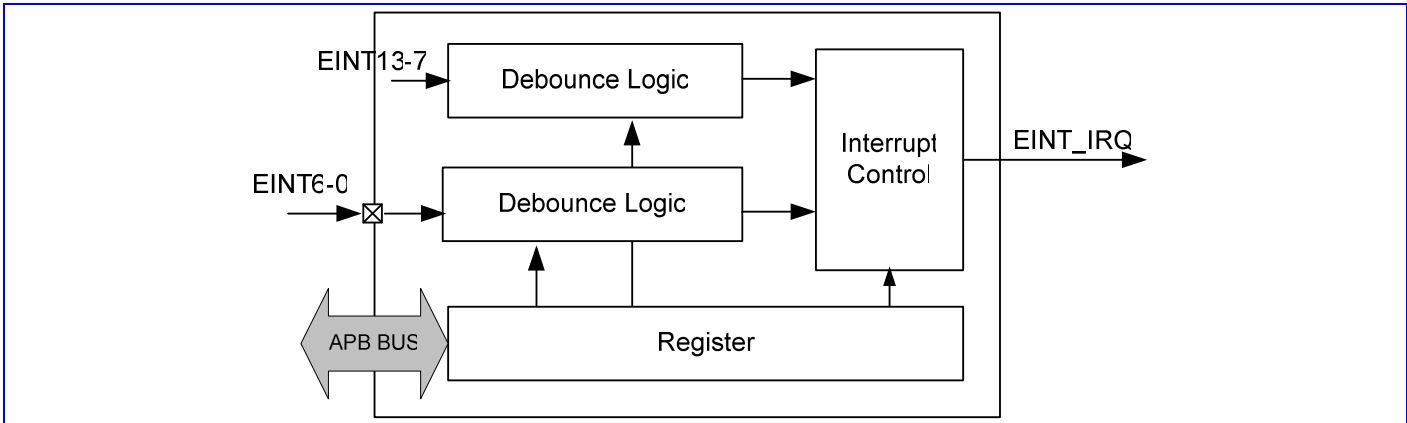 EINT13-7
Debounce Logic
Interrupt
Control
EINT_IRQ
EINT6-0
Debounce Logic
APB BUS
Register